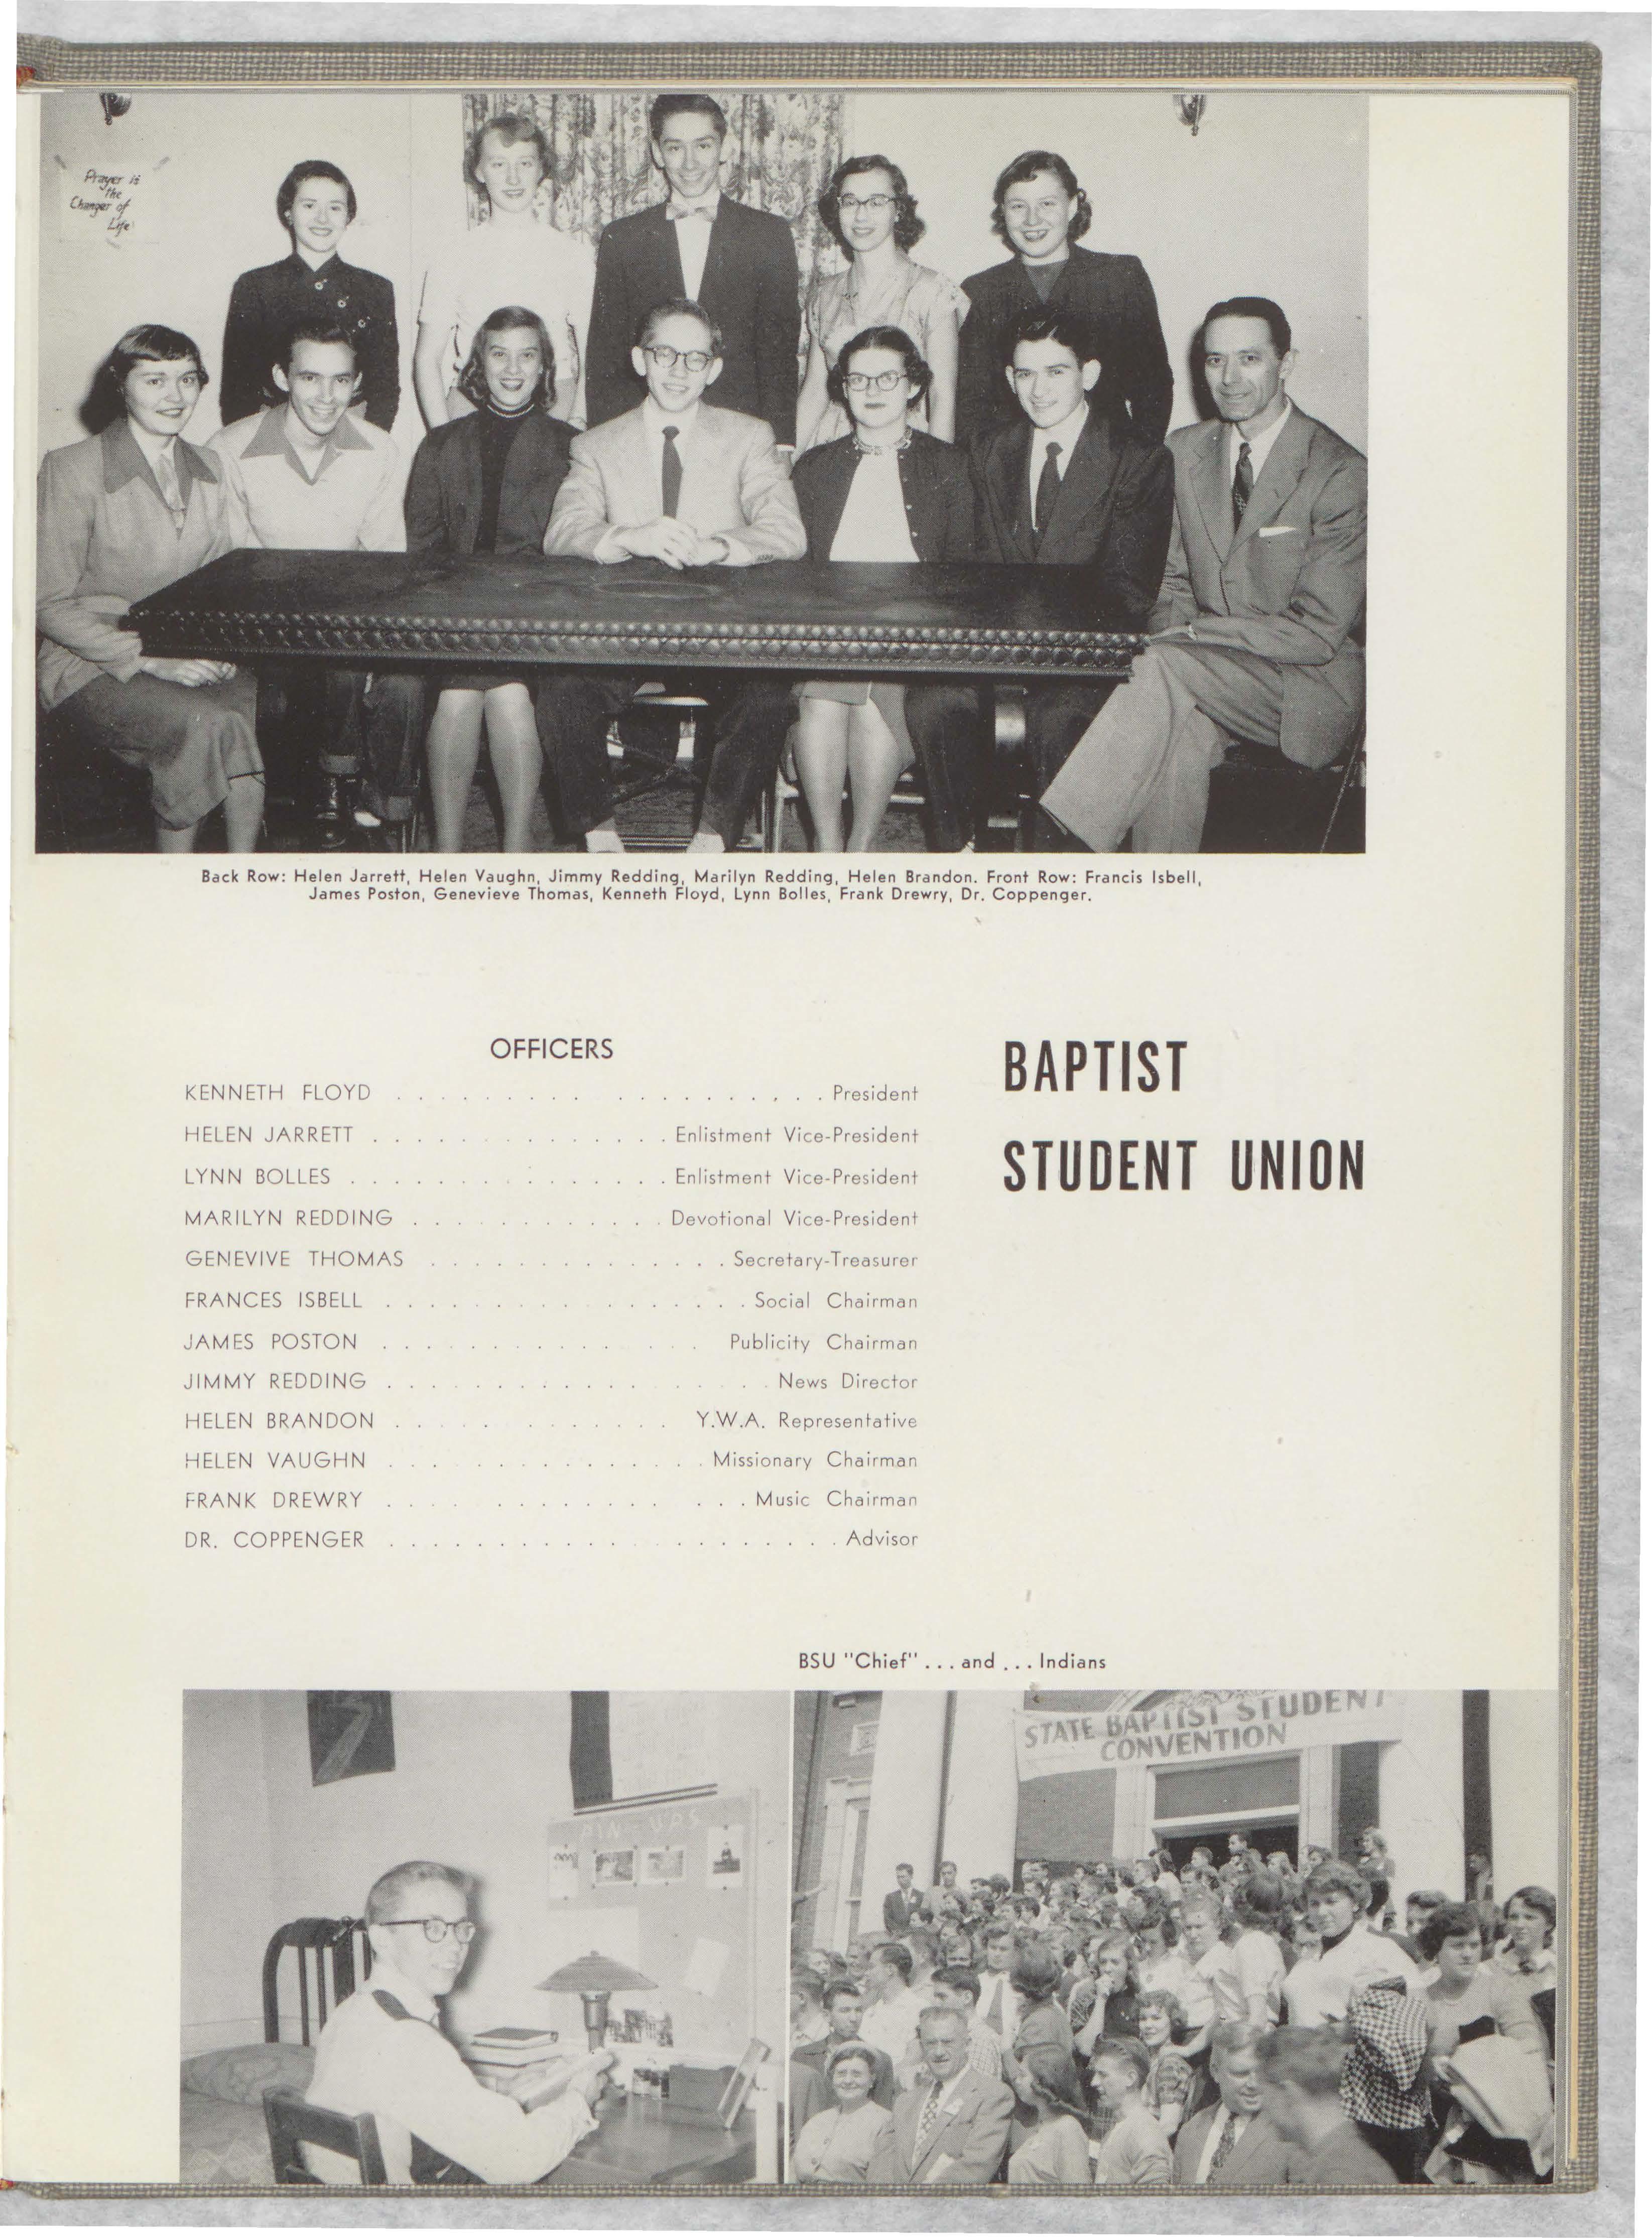 Prayer is
the
Changer of
Life
Back Row: Helen Jarrett, Helen Vaughn, Jimmy Redding, Marilyn Redding, Helen Brandon. Front Row: Francis Isbell,
James Poston, Genevieve Thomas, Kenneth Floyd, Lynn Bolles, Frank Drewry, Dr. Coppenger.
OFFICERS
KENNETH FLOYD . . . . . . . . . . . . . . . . . President
HELEN JARRETT . . . . . . . . . . . . . . Enlistment Vice-President
LYNN BOLLES . . . . . . . . . . . . . . . Enlistment Vice-President
MARILYN REDDING . . . . . . . . . . . . Devotional Vice-President
GENEVIVE THOMAS . . . . . . . . . . . . . . Secretary-Treasurer
FRANCES ISBELL . . . . . . . . . . . . . . . . . Social Chairman
JAMES POSTON . . . . . . . . . . . . . . Publicity Chairman
JIMMY REDDING . . . . . . . . . . . . . . . . . News Director
HELEN BRANDON . . . . . . . . . . . . . Y.W.A. Representative
HELEN VAUGHN . . . . . . . . . . . . . . Missionary Chairman
FRANK DREWRY . . . . . . . . . . . . . . . . Music Chairman
DR. COPPENGER . . . . . . . . . . . . . . . . . . . . . Advisor
BAPTIST
STUDENT UNION
BSU "Chief" ... and ... Indians
PIN-UPS
STATE BAPTIST STUDENT
CONVENTION